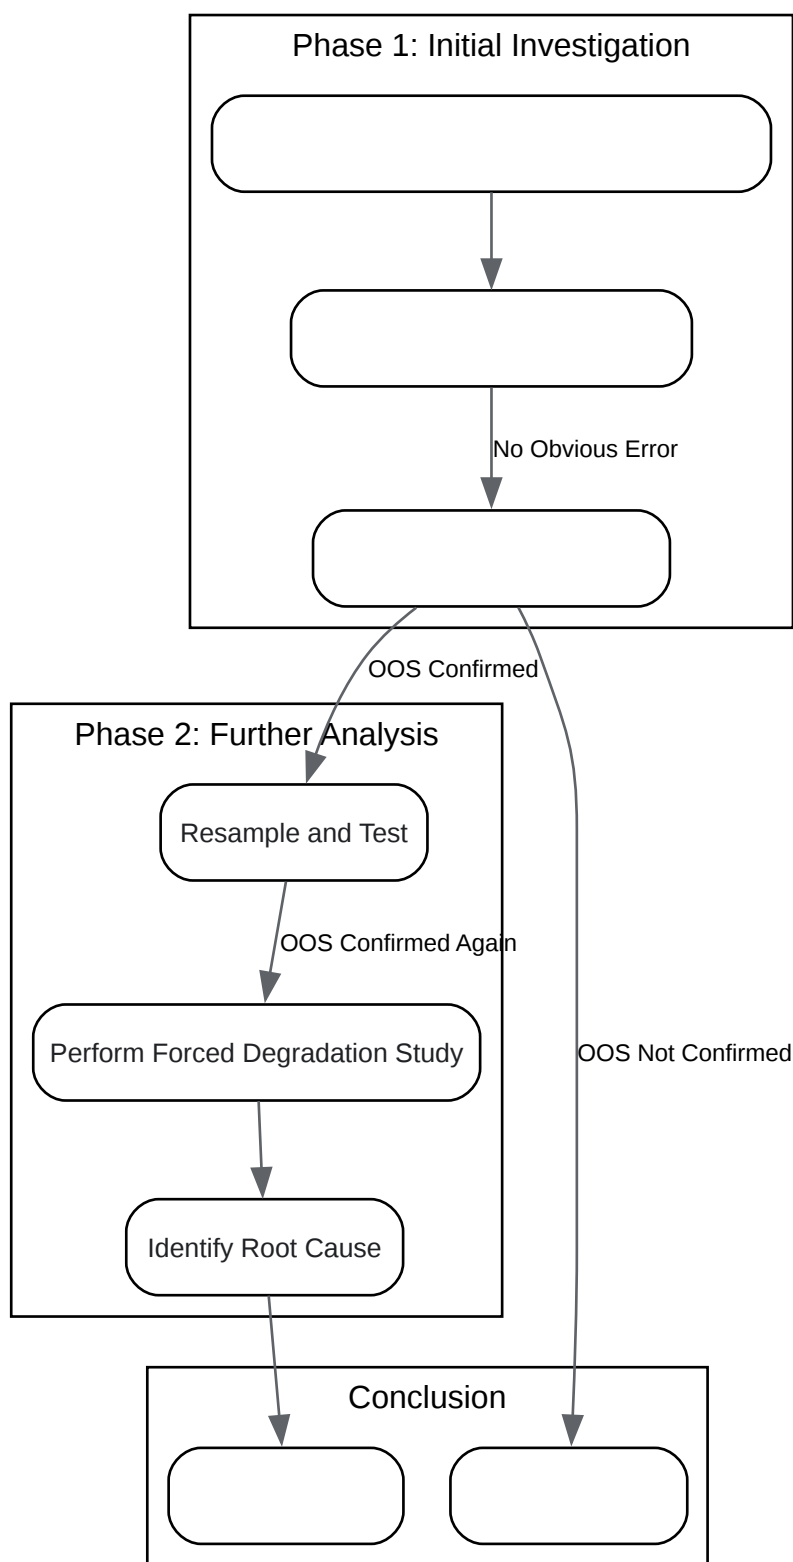 Phase 1: Initial Investigation
No Obvious Error
OOS Confirmed
Phase 2: Further Analysis
Resample and Test
OOS Confirmed Again
Perform Forced Degradation Study
OOS Not Confirmed
Identify Root Cause
Conclusion